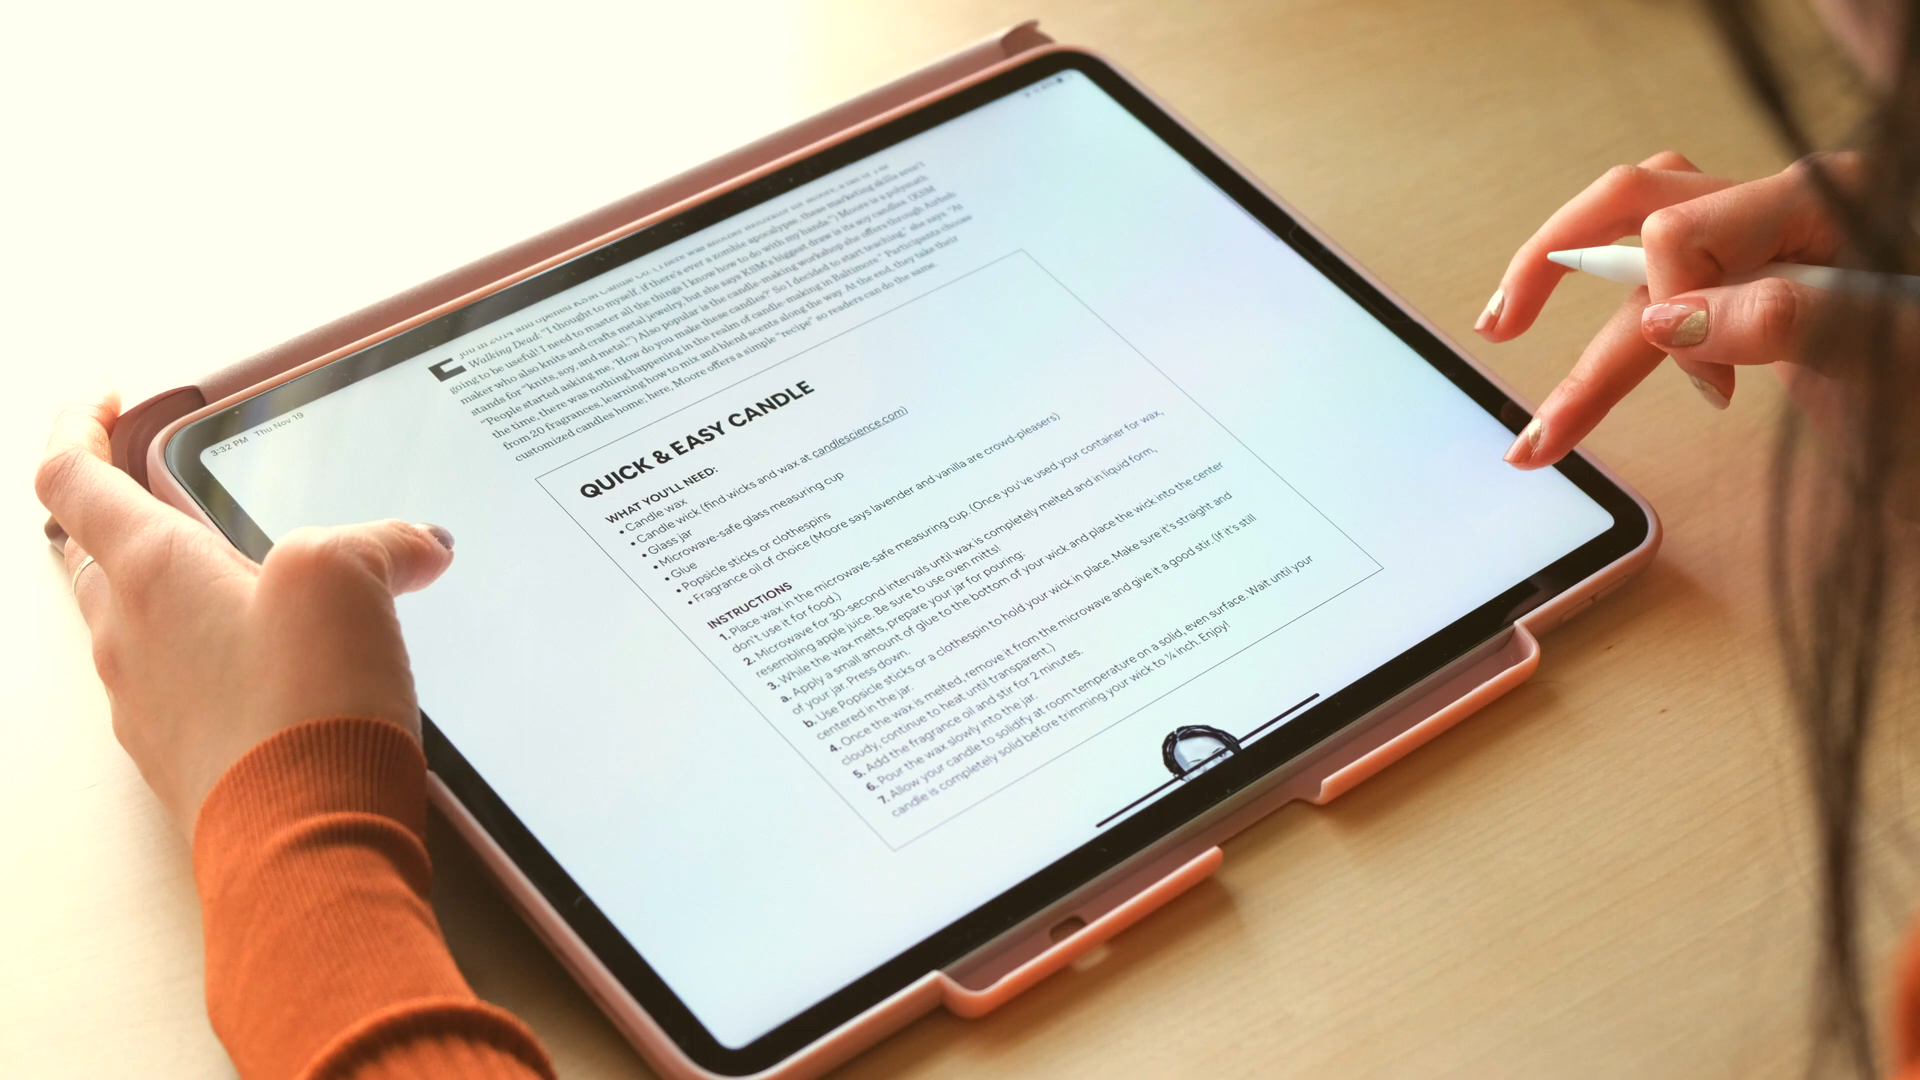 3:32 PM Thu Nov 19
Walking Dead: "I thought to myself, if there's ever a zombie apocalypse, these marketing skills aren't
going to be useful! I need to master all the things I know how to do with my hands.") Moore is a polymath
maker who also knits and crafts metal jewelry, but she says KSM's biggest draw is its soy candles. (KSM
stands for "knits, soy, and metal.") Also popular is the candle-making workshop she offers through Airbnb.
"People started asking me, 'How do you make these candles?' So I decided to start teaching," she says. "At
the time, there was nothing happening in the realm of candle-making in Baltimore." Participants choose
from 20 fragrances, learning how to mix and blend scents along the way. At the end, they take their
customized candles home; here, Moore offers a simple "recipe" so readers can do the same.
QUICK & EASY CANDLE
WHAT YOU'LL NEED:
• Candle wax
• Candle wick (find wicks and wax at candlescience.com)
• Glass jar
• Microwave-safe glass measuring cup
• Glue
• Popsicle sticks or clothespins
• Fragrance oil of choice (Moore says lavender and vanilla are crowd-pleasers)
INSTRUCTIONS
1. Place wax in the microwave-safe measuring cup. (Once you've used your container for wax,
don't use it for food.)
2. Microwave for 30-second intervals until wax is completely melted and in liquid form,
resembling apple juice. Be sure to use oven mitts!
3. While the wax melts, prepare your jar for pouring:
a. Apply a small amount of glue to the bottom of your wick and place the wick into the center
of your jar. Press down.
b. Use Popsicle sticks or a clothespin to hold your wick in place. Make sure it's straight and
centered in the jar.
4. Once the wax is melted, remove it from the microwave and give it a good stir. (If it's still
cloudy, continue to heat until transparent.)
5. Add the fragrance oil and stir for 2 minutes.
6. Pour the wax slowly into the jar.
7. Allow your candle to solidify at room temperature on a solid, even surface. Wait until your
candle is completely solid before trimming your wick to ¼ inch. Enjoy!